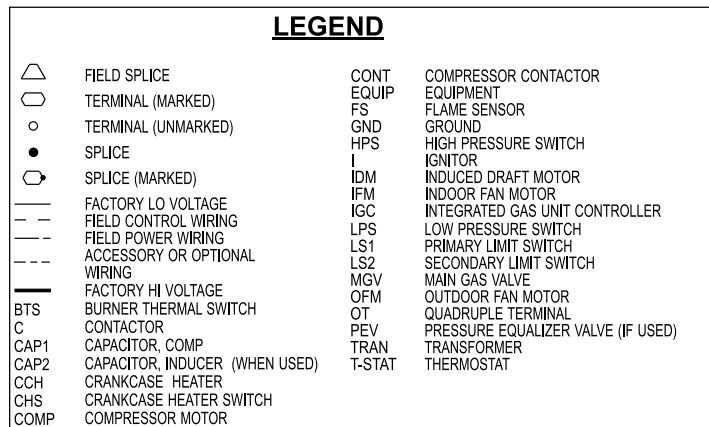 LEGEND
FIELD SPLICE
TERMINAL (MARKED)
TERMINAL (UNMARKED)
SPLICE
SPLICE (MARKED)
FACTORY LO VOLTAGE
FIELD CONTROL WIRING
FIELD POWER WIRING
ACCESSORY OR OPTIONAL
WIRING
FACTORY HI VOLTAGE
BTS BURNER THERMAL SWITCH
C CONTACTOR
CAP1 CAPACITOR, COMP
CAP2 CAPACITOR, INDUCER (WHEN USED)
CCH CRANKCASE HEATER
CHS CRANKCASE HEATER SWITCH
COMP COMPRESSOR MOTOR
CONT COMPRESSOR CONTACTOR
EQUIP EQUIPMENT
FS FLAME SENSOR
GND GROUND
HPS HIGH PRESSURE SWITCH
I IGNITOR
IDM INDUCED DRAFT MOTOR
IFM INDOOR FAN MOTOR
IGC INTEGRATED GAS UNIT CONTROLLER
LPS LOW PRESSURE SWITCH
LS1 PRIMARY LIMIT SWITCH
LS2 SECONDARY LIMIT SWITCH
MGV MAIN GAS VALVE
OFM OUTDOOR FAN MOTOR
OT QUADRUPLE TERMINAL
PEV PRESSURE EQUALIZER VALVE (IF USED)
TRAN TRANSFORMER
T-STAT THERMOSTAT